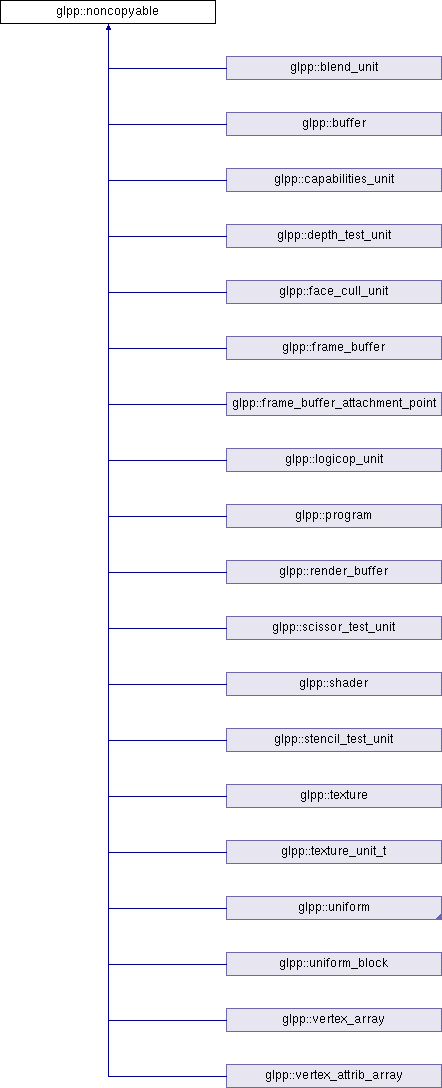 glpp::noncopyable
glpp::blend_unit
glpp::buffer
glpp::capabilities_unit
glpp::depth_test_unit
glpp::face_cull_unit
glpp::frame_buffer
glpp::frame_buffer_attachment_point
glpp::logicop_unit
glpp::program
glpp::render_buffer
glpp::scissor_test_unit
glpp::shader
glpp::stencil_test_unit
glpp::texture
glpp::texture_unit_t
glpp::uniform
glpp::uniform_block
glpp::vertex_array
glpp::vertex_attrib_array